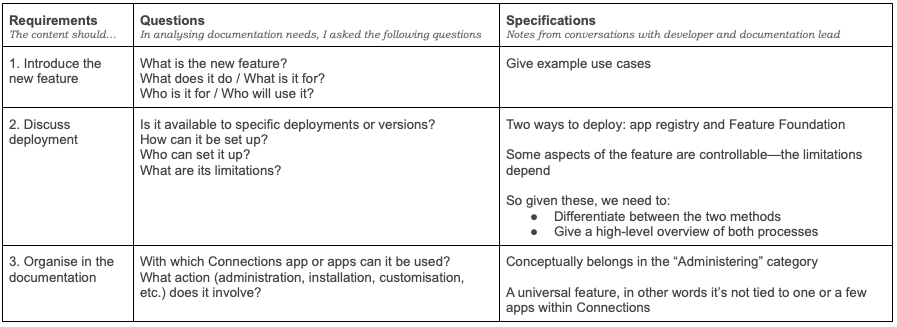 Requirements
The content should...
Questions
In analysing documentation needs, I asked the following questions
Specifications
Notes from conversations with developer and documentation lead
1. Introduce the
new feature
What is the new feature?
What does it do / What is it for?
Who is it for / Who will use it?
Give example use cases
2. Discuss
deployment
Is it available to specific deployments or versions?
How can it be set up?
Who can set it up?
What are its limitations?
Two ways to deploy: app registry and Feature Foundation
Some aspects of the feature are controllable—the limitations
depend
So given these, we need to:
● Differentiate between the two methods
● Give a high-level overview of both processes
3. Organise in the
documentation
With which Connections app or apps can it be used?
What action (administration, installation, customisation,
etc.) does it involve?
Conceptually belongs in the “Administering” category
A universal feature, in other words it’s not tied to one or a few
apps within Connections